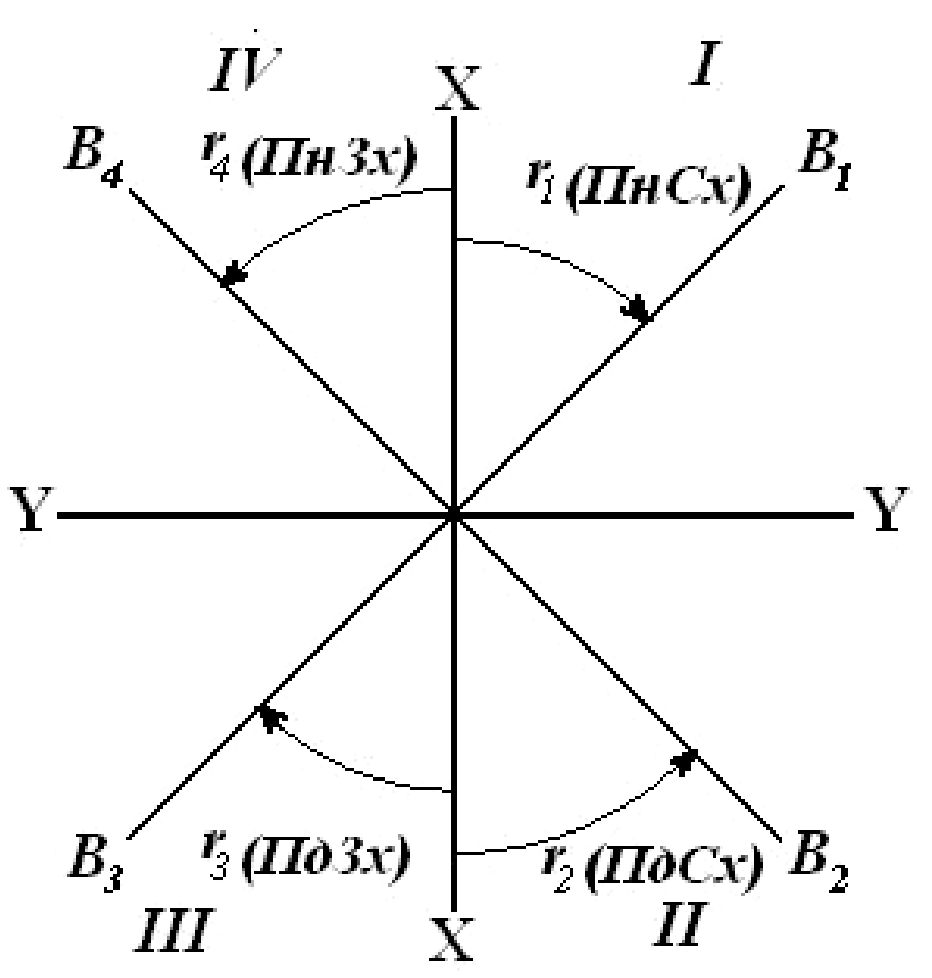 IV I
X
B₄ r₄(ПнЗх) r₁(ПнСх) B₁
Y Y
B₃ r₃(ПдЗх) r₂(ПдСх) B₂
III X II